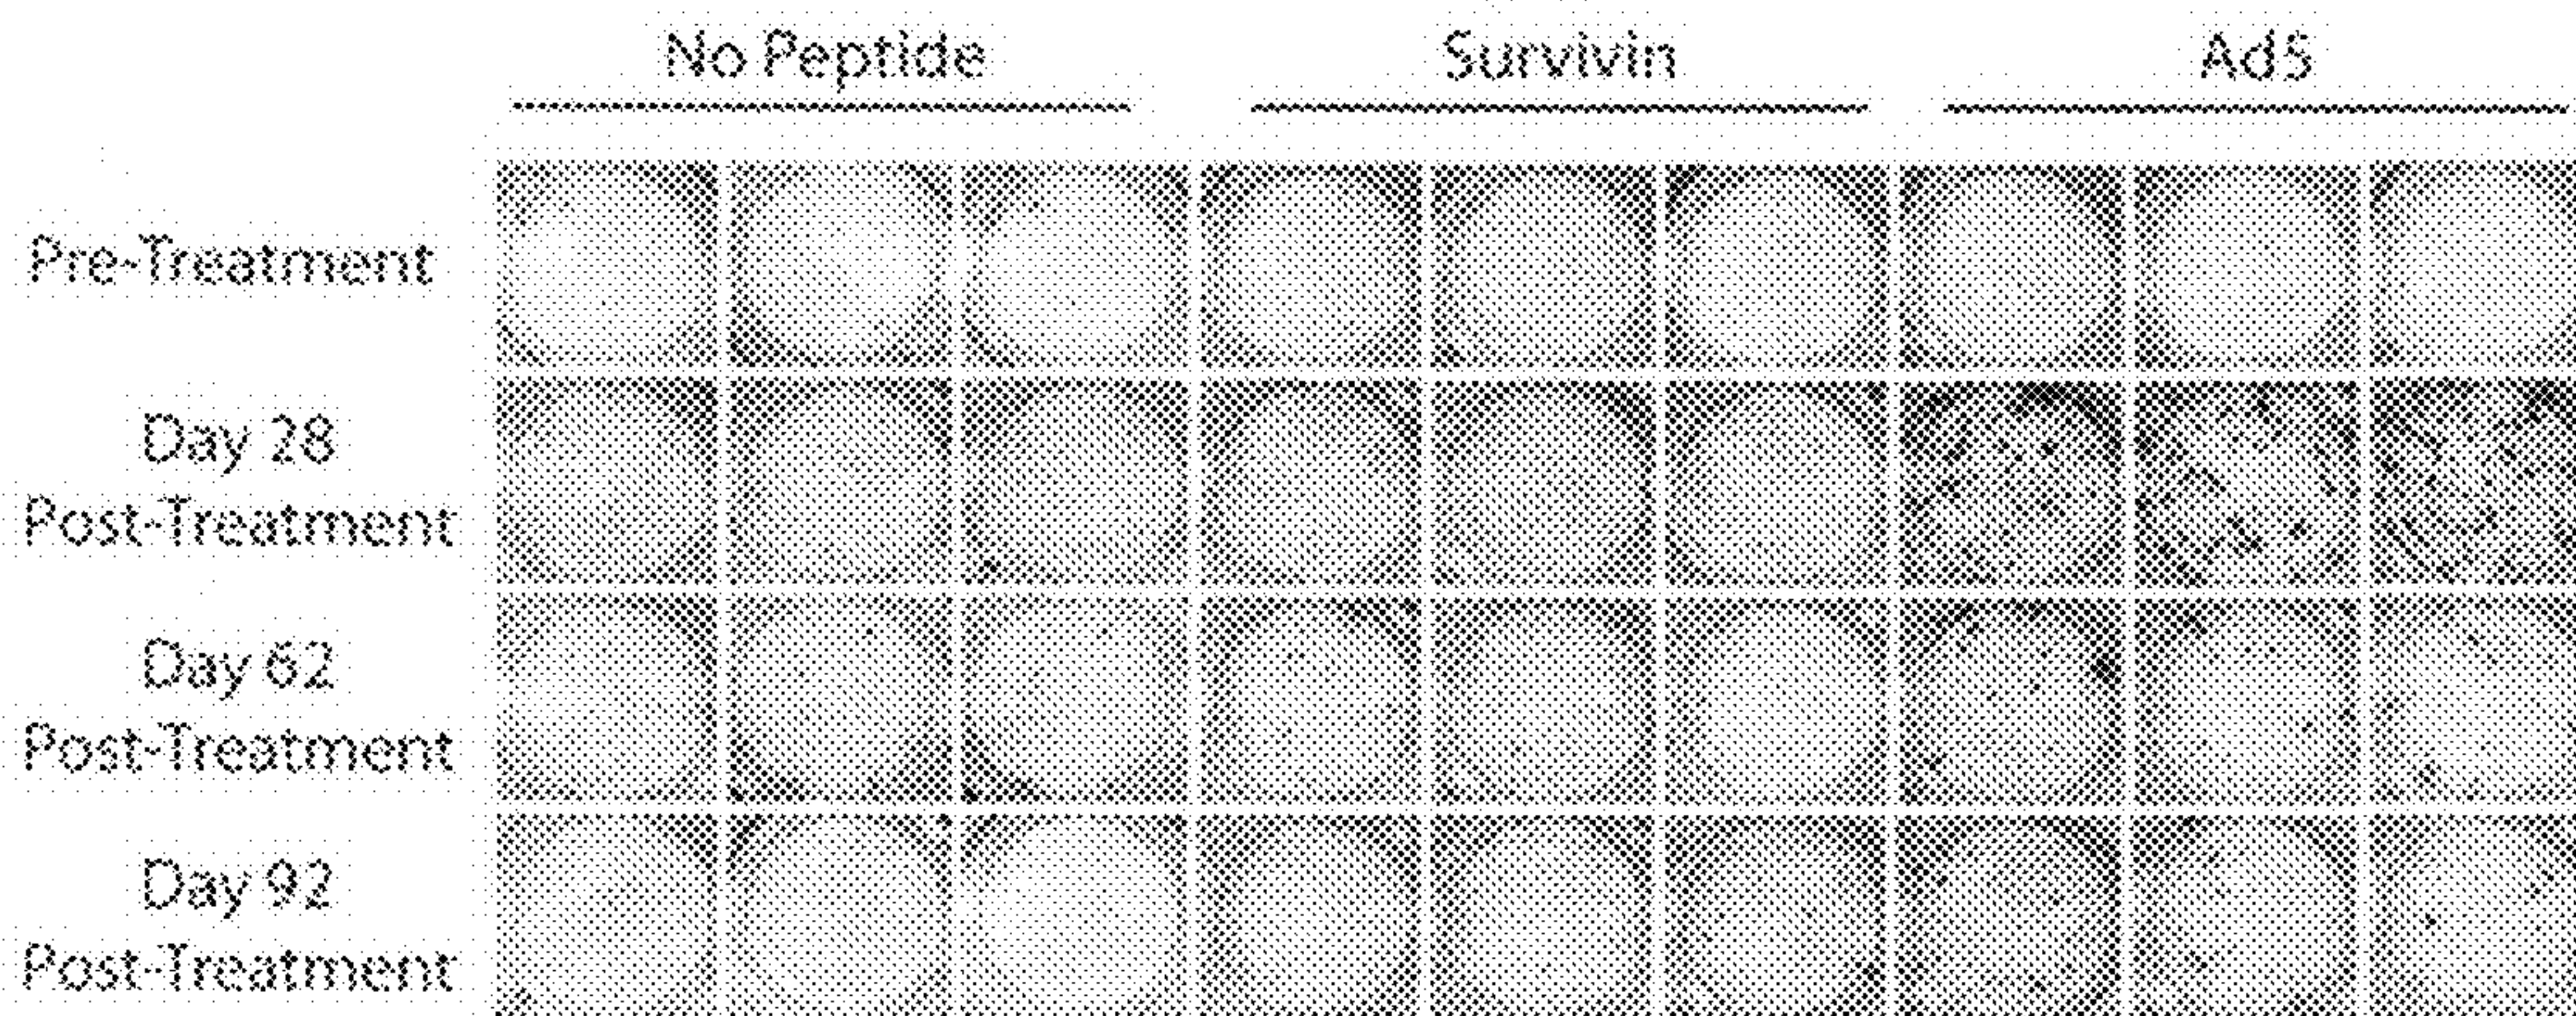 No Peptide
Survivin
Ad5
Pre-Treatment
Day 28
Post-Treatment
Day 62
Post-Treatment
Day 92
Post-Treatment